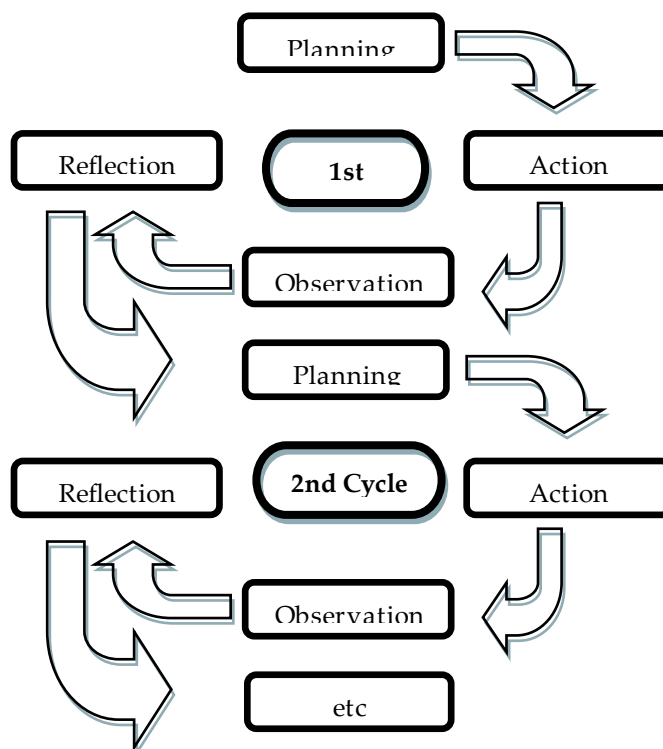 Planning
Reflection
1st
Action
Observation
Planning
Reflection
2nd Cycle
Action
Observation
etc